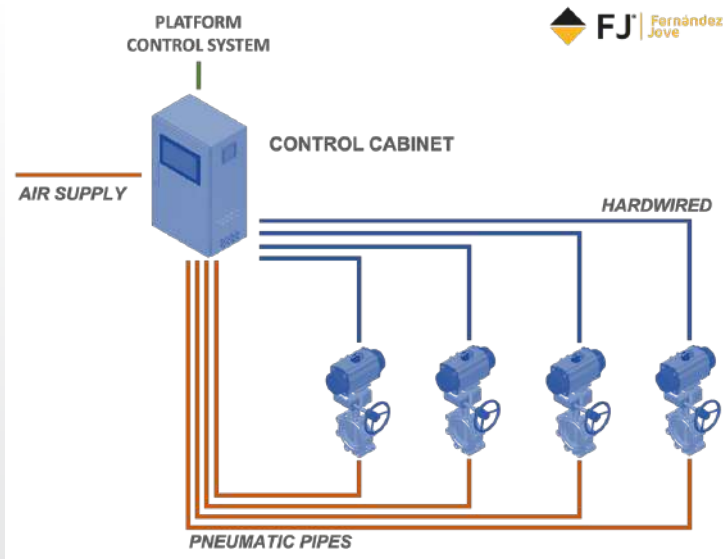 PLATFORM
CONTROL SYSTEM
FJ Fernández
Jove
CONTROL CABINET
AIR SUPPLY
HARDWIRED
PNEUMATIC PIPES